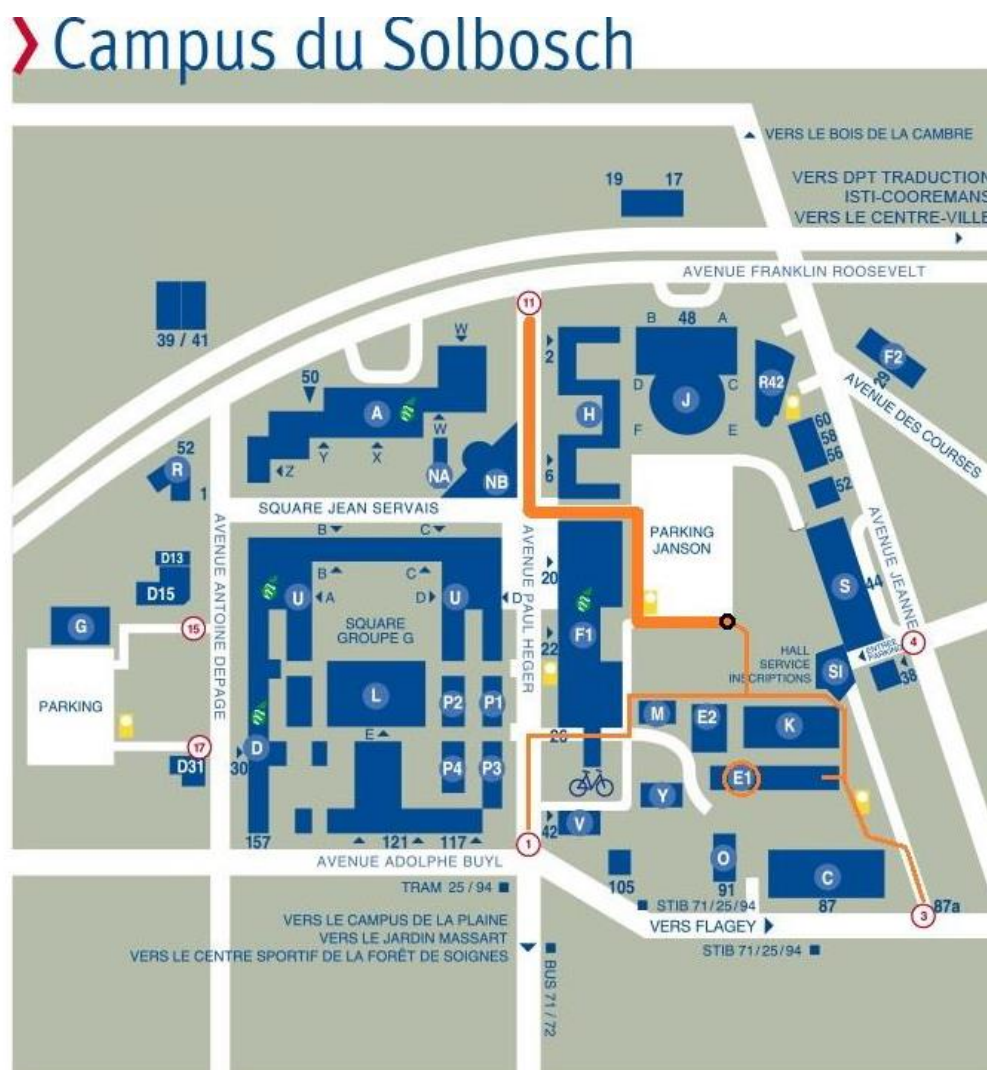 Campus du Solbosch
VERS LE BOIS DE LA CAMBRE
19 17
VERS DPT TRADUCTION
ISTI-COOREMANS
VERS LE CENTRE-VILLE
AVENUE FRANKLIN ROOSEVELT
39 / 41
11
B 48 A
W
2
50
A
W
H
D
J
C
R42
F2
29
AVENUE DES COURSES
F
E
60
58
56
52
R
1
Z
Y
X
NA
NB
6
52
SQUARE JEAN SERVAIS
PARKING
JANSON
AVENUE JEANNE
AVENUE ANTOINE DEPAGE
AVENUE PAUL HEGER
B
C
D13
D15
B
C
U
A
D
U
D
20
S
44
G
15
SQUARE
GROUPE G
22
F1
4
ENTRÉE
PARKING
HALL
SERVICE
INSCRIPTIONS
SI
38
L
P2
P1
PARKING
M
E2
K
17
D31
30
D
E
P4
P3
26
E1
Y
V
42
157
121
117
1
O
C
AVENUE ADOLPHE BUYL
105
91
87
87a
3
TRAM 25 / 94
STIB 71/25/94
VERS FLAGEY
STIB 71/25/94
VERS LE CAMPUS DE LA PLAINE
VERS LE JARDIN MASSART
VERS LE CENTRE SPORTIF DE LA FORÊT DE SOIGNES
BUS 71 / 72